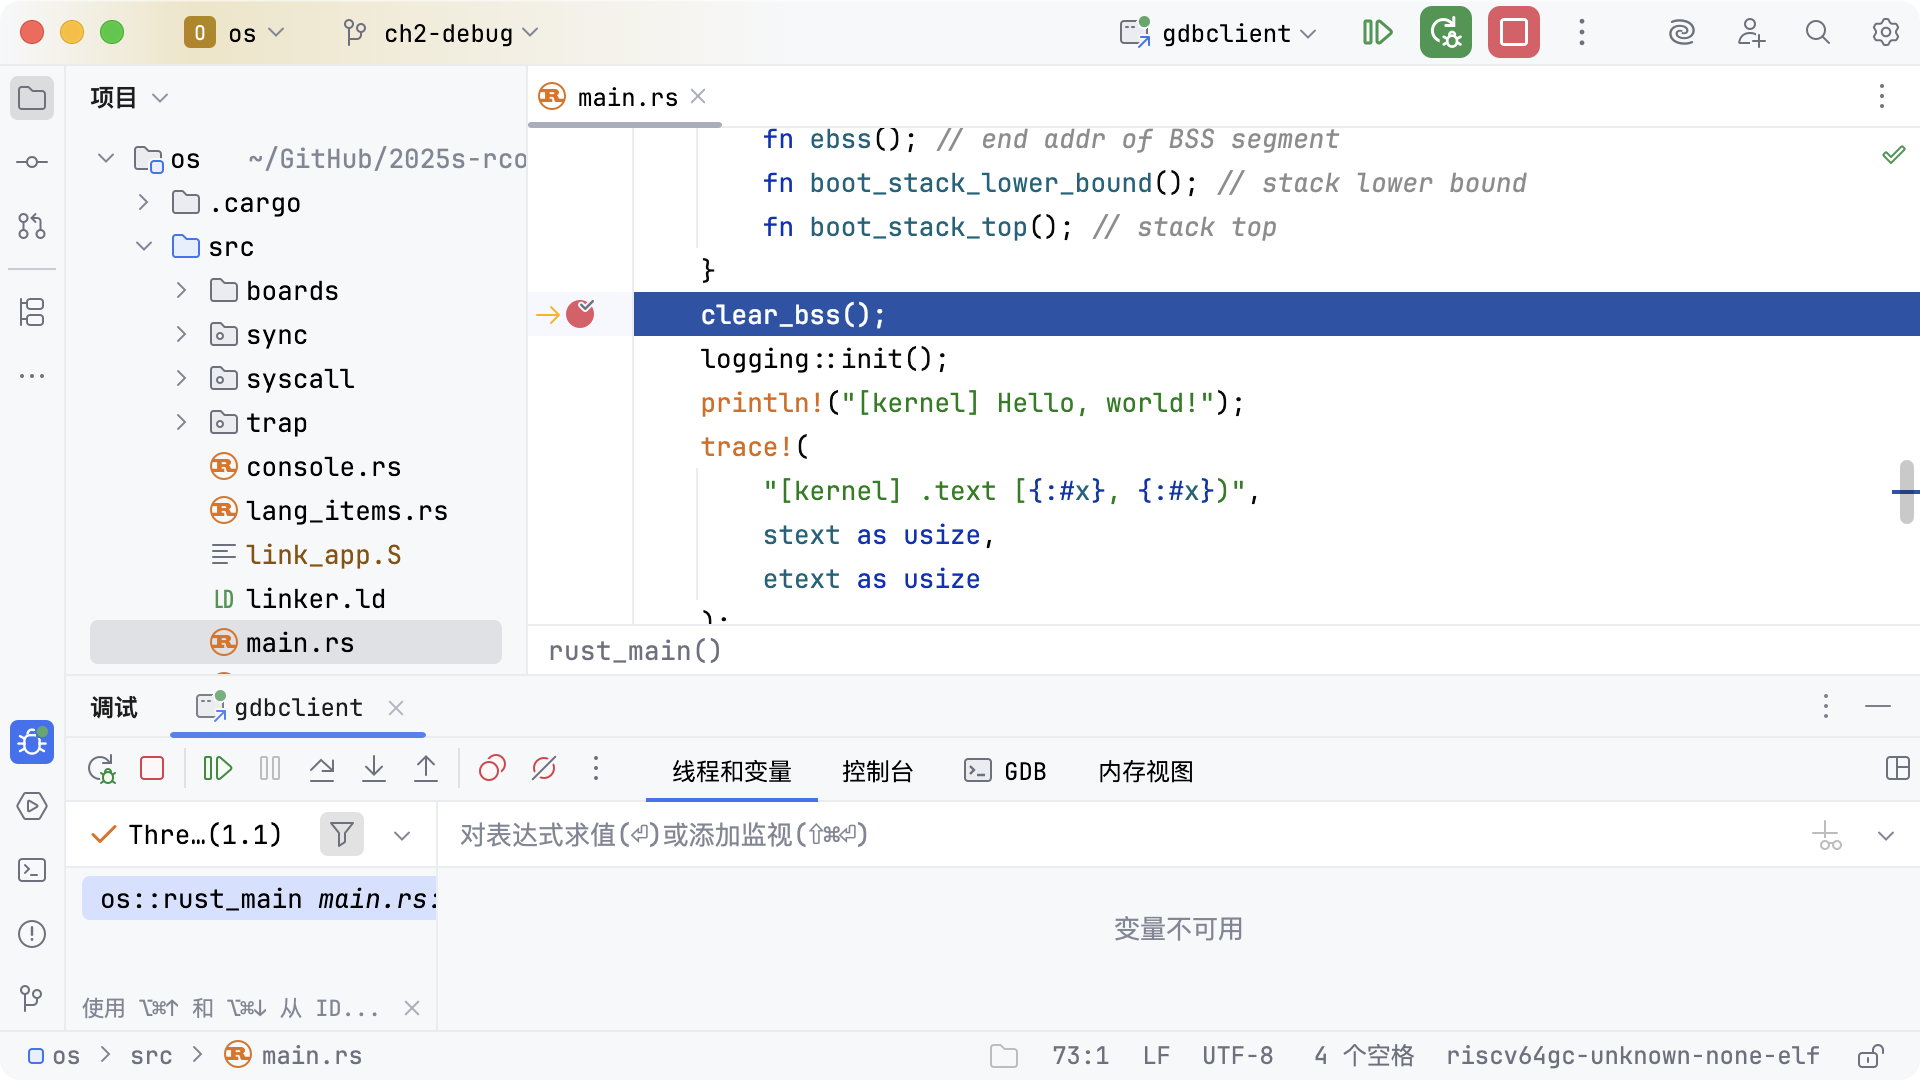 O os ch2-debug gdbclient
项目
main.rs
os ~/GitHub/2025s-rco
.cargo
src
boards
sync
syscall
trap
console.rs
lang_items.rs
link_app.S
LD linker.ld
main.rs
fn ebss(); // end addr of BSS segment
fn boot_stack_lower_bound(); // stack lower bound
fn boot_stack_top(); // stack top
}
clear_bss();
logging::init();
println!("[kernel] Hello, world!");
trace!(
"[kernel] .text [{:#x}, {:#x})",
stext as usize,
etext as usize
);
rust_main()
调试 gdbclient
线程和变量 控制台 GDB 内存视图
Thre…(1.1)
对表达式求值(⏎)或添加监视(⇧⌘⏎)
os::rust_main main.rs:
变量不可用
使用 ⌥⌘↑ 和 ⌥⌘↓ 从 ID...
os > src > main.rs
73:1 LF UTF-8 4 个空格 riscv64gc-unknown-none-elf